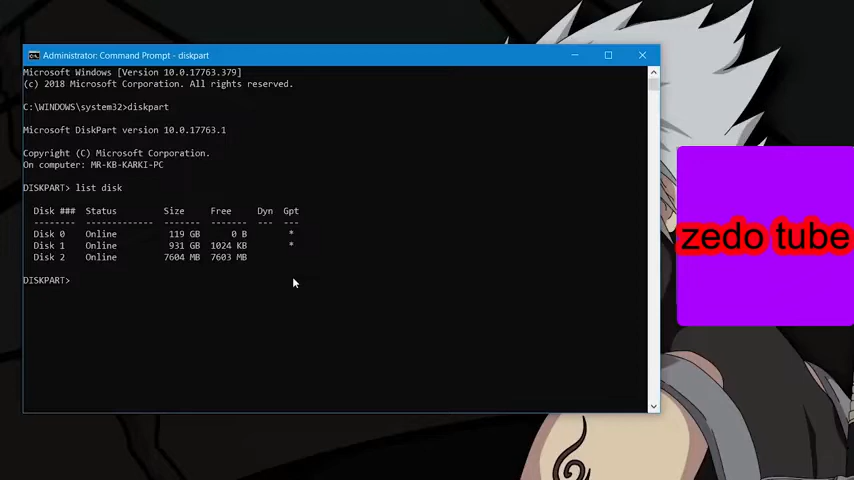 Administrator: Command Prompt - diskpart
Microsoft Windows [Version 10.0.17763.379]
(c) 2018 Microsoft Corporation. All rights reserved.
C:\WINDOWS\system32>diskpart
Microsoft DiskPart version 10.0.17763.1
Copyright (C) Microsoft Corporation.
On computer: MR-KB-KARKI-PC
DISKPART> list disk
Disk ### Status Size Free Dyn Gpt
-------- ------------- ------- ------- --- ---
Disk 0 Online 119 GB 0 B *
Disk 1 Online 931 GB 1024 KB *
Disk 2 Online 7604 MB 7603 MB
DISKPART>
zedo tube